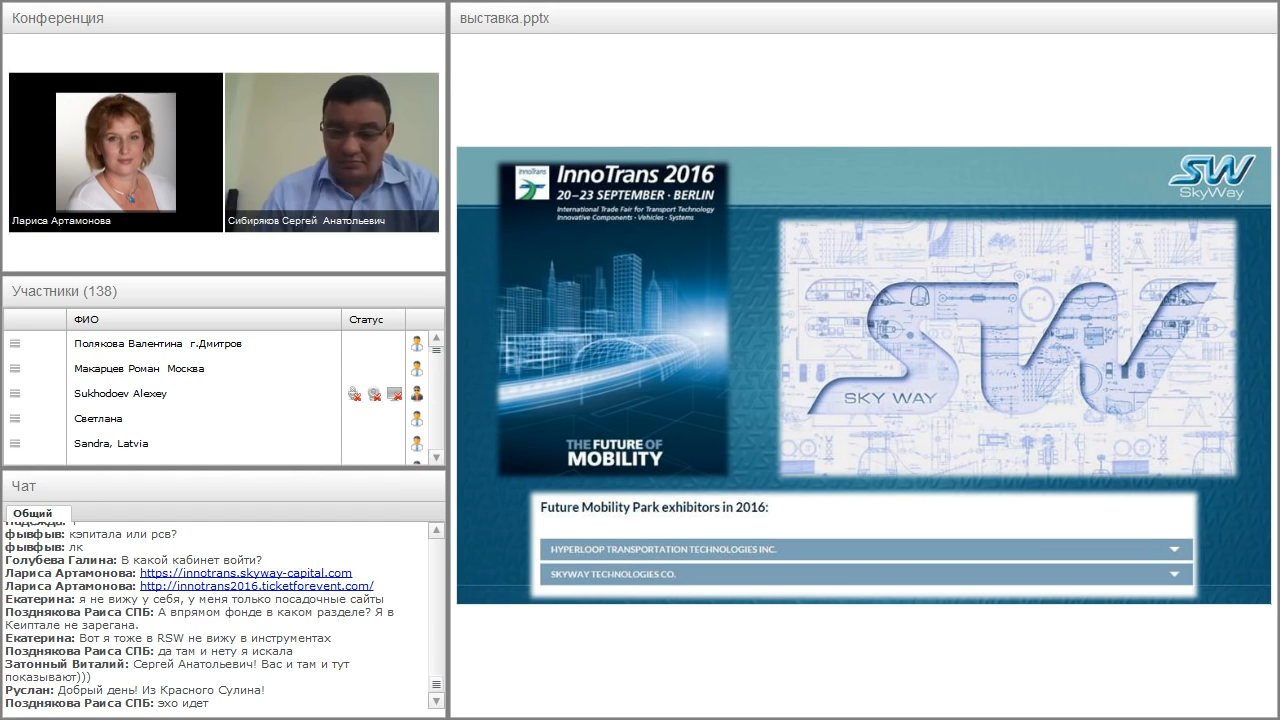 Конференция
Лариса Артамонова
Сибиряков Сергей Анатольевич
Участники (138)
ФИО
Статус
Полякова Валентина г.Дмитров
Макарцев Роман Москва
Sukhodoev Alexey
Светлана
Sandra, Latvia
Чат
Общий
Надежда:
фывфыв: кэпитала или рсв?
фывфыв: лк
Голубева Галина: В какой кабинет войти?
Лариса Артамонова: https://innotrans.skyway-capital.com
Лариса Артамонова: http://innotrans2016.ticketforevent.com/
Екатерина: я не вижу у себя, у меня только посадочные сайты
Позднякова Раиса СПБ: А впрямом фонде в каком разделе? Я в
Кеиптале не зарегана.
Екатерина: Вот я тоже в RSW не вижу в инструментах
Позднякова Раиса СПБ: да там и нету я искала
Затонный Виталий: Сергей Анатольевич! Вас и там и тут
показывают)))
Руслан: Добрый день! Из Красного Сулина!
Позднякова Раиса СПБ: эхо идет
выставка.pptx
InnoTrans
InnoTrans 2016
20–23 SEPTEMBER · BERLIN
International Trade Fair for Transport Technology
Innovative Components · Vehicles · Systems
THE FUTURE OF
MOBILITY
SW
SkyWay
SW
SKY WAY
Future Mobility Park exhibitors in 2016:
HYPERLOOP TRANSPORTATION TECHNOLOGIES INC.
SKYWAY TECHNOLOGIES CO.